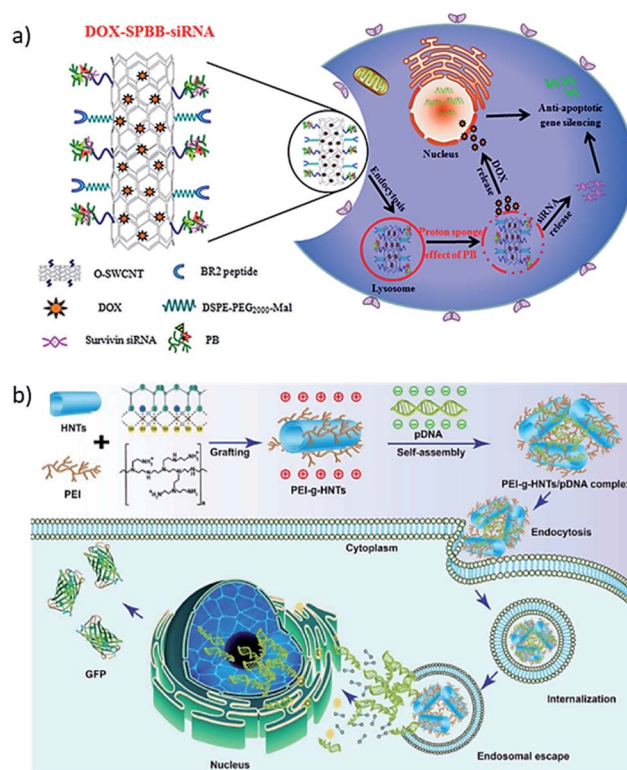 a)
DOX-SPBB-siRNA
Endocytosis
Lysosome
Proton sponge
effect of PB
Nucleus
DOX
release
siRNA
release
Anti-apoptotic
gene silencing
O-SWCNT
BR2 peptide
DOX
DSPE-PEG2000-Mal
Survivin siRNA
PB
b)
HNTs
PEI
Grafting
PEI-g-HNTs
pDNA
Self-assembly
PEI-g-HNTs/pDNA complex
Endocytosis
Cytoplasm
Internalization
Endosomal escape
Nucleus
GFP